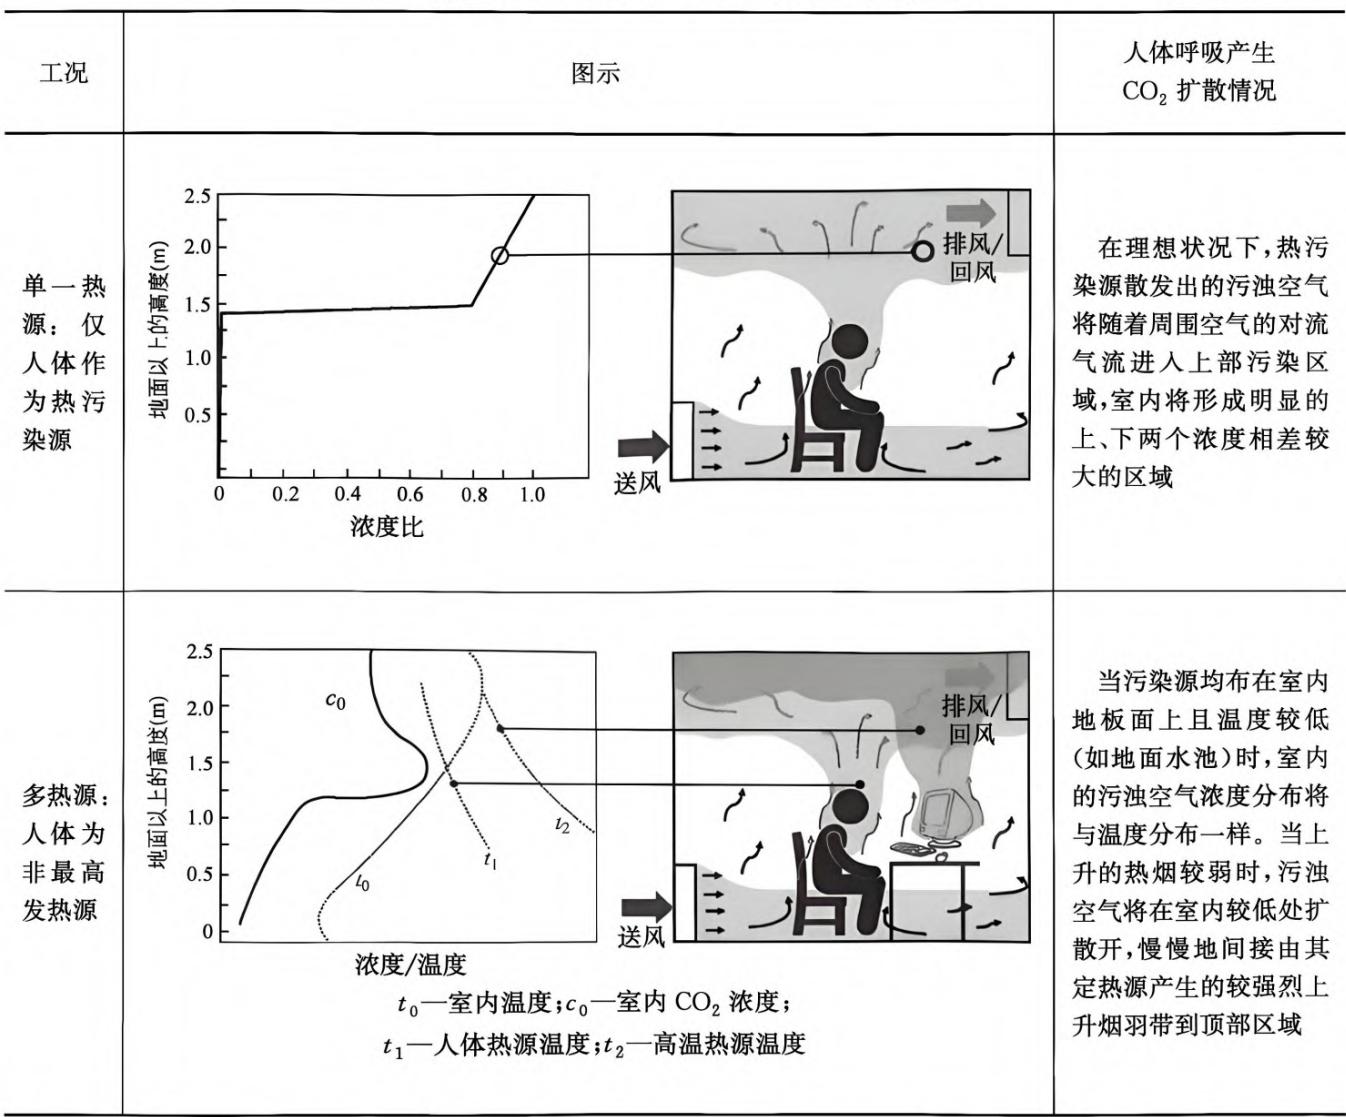 工况
图示
人体呼吸产生
CO₂ 扩散情况
单一热
源：仅
人体作
为热污
染源
地面以上的高度(m)
2.5
2.0
1.5
1.0
0.5
0
0.2
0.4
0.6
0.8
1.0
浓度比
排风/
回风
送风
在理想状况下，热污
染源散发出的污浊空气
将随着周围空气的对流
气流进入上部污染区
域，室内将形成明显的
上、下两个浓度相差较
大的区域
多热源：
人体为
非最高
发热源
地面以上的高度(m)
2.5
2.0
1.5
1.0
0.5
0
c₀
t₀
t₁
t₂
浓度/温度
排风/
回风
送风
t₀—室内温度；c₀—室内 CO₂ 浓度；
t₁—人体热源温度；t₂—高温热源温度
当污染源均布在室内
地板面上且温度较低
（如地面水池）时，室内
的污浊空气浓度分布将
与温度分布一样。当上
升的热烟较弱时，污浊
空气将在室内较低处扩
散开，慢慢地间接由其
定热源产生的较强烈上
升烟羽带到顶部区域